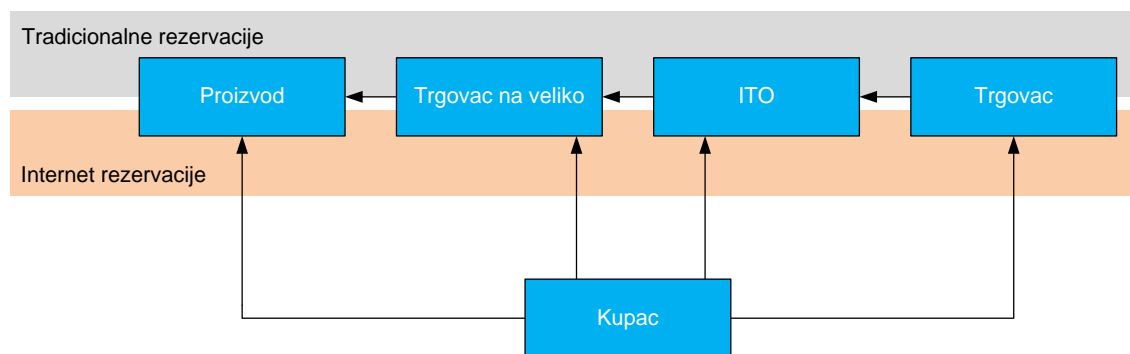 Tradicionalne rezervacije
Proizvod
Trgovac na veliko
ITO
Trgovac
Internet rezervacije
Kupac